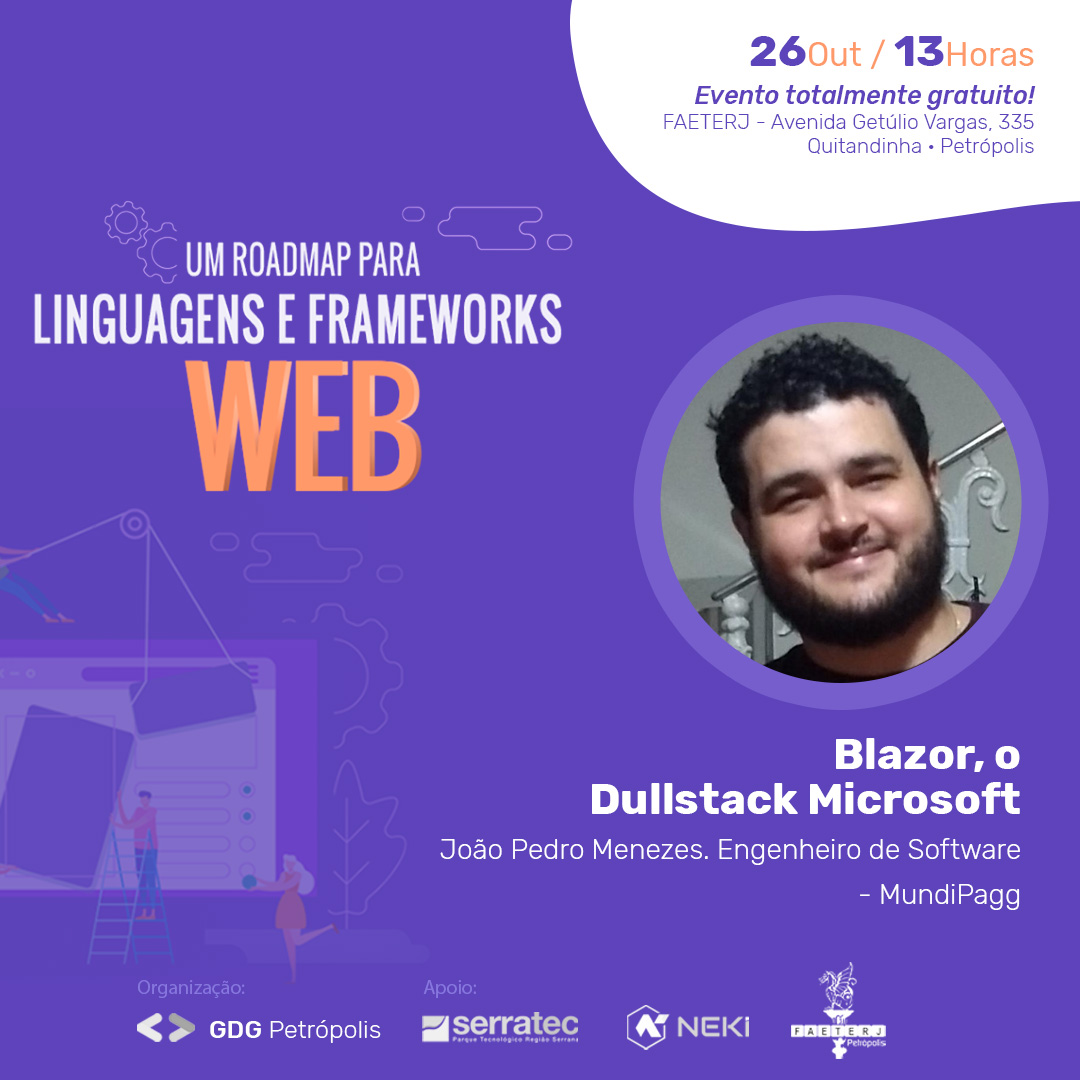 26Out / 13Horas
Evento totalmente gratuito!
FAETERJ - Avenida Getúlio Vargas, 335
Quitandinha • Petrópolis
UM ROADMAP PARA
LINGUAGENS E FRAMEWORKS
WEB
Blazor, o
Dullstack Microsoft
João Pedro Menezes. Engenheiro de Software
- MundiPagg
Organização:
GDG Petrópolis
Apoio:
serratec
Parque Tecnológico Região Serrana
NEKI
FAETERJ
Petrópolis